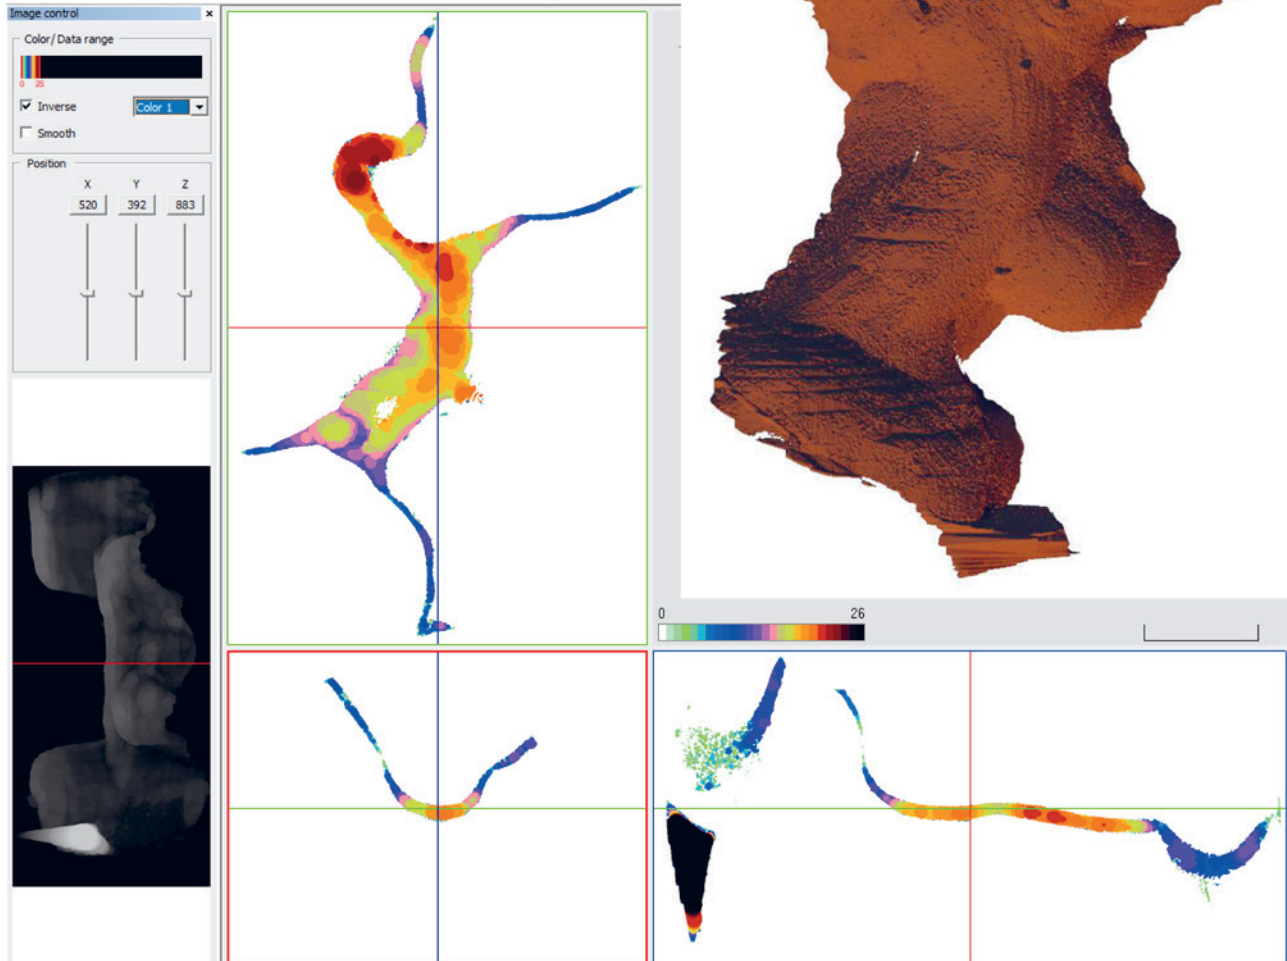 Image control ×
Color/Data range
0 25
Inverse Color 1
Smooth
Position
X Y Z
520 392 883
0 26